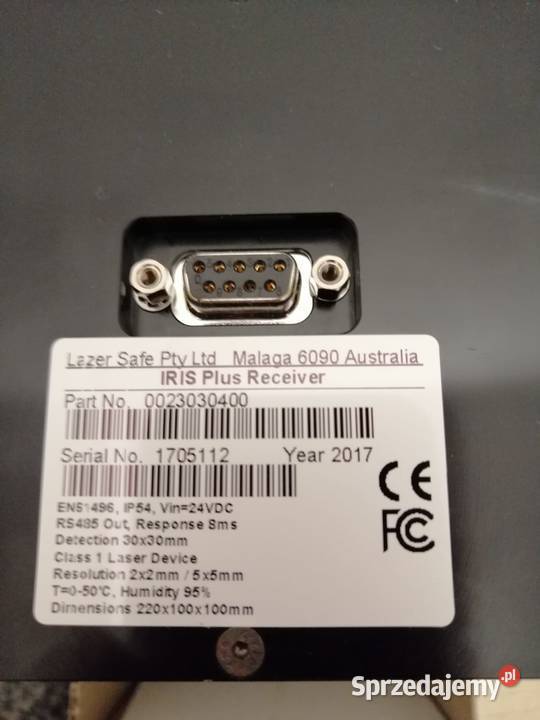 Lazer Safe Pty Ltd Malaga 6090 Australia
IRIS Plus Receiver
Part No. 0023030400
Serial No. 1705112 Year 2017
CE
EN61496, IP54, Vin=24VDC
FC
RS485 Out, Response 8ms
Detection 30x30mm
Class 1 Laser Device
Resolution 2x2mm / 5x5mm
T=0-50°C, Humidity 95%
Dimensions 220x100x100mm
Sprzedajemy.pl